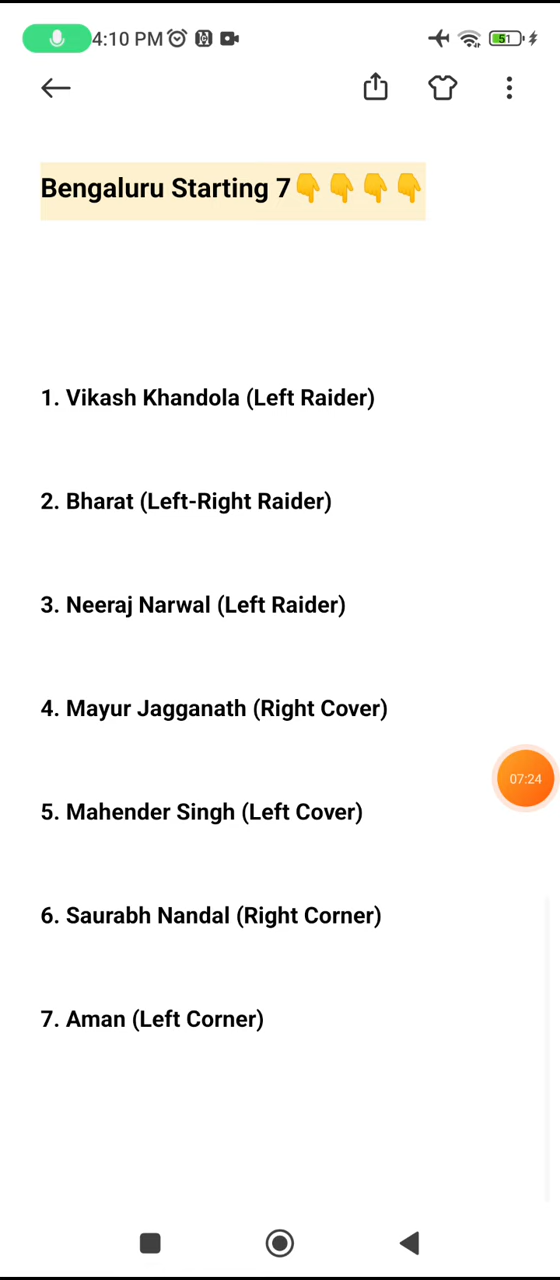 4:10 PM
51
Bengaluru Starting 7👇👇👇👇
1. Vikash Khandola (Left Raider)
2. Bharat (Left-Right Raider)
3. Neeraj Narwal (Left Raider)
4. Mayur Jagganath (Right Cover)
07:24
5. Mahender Singh (Left Cover)
6. Saurabh Nandal (Right Corner)
7. Aman (Left Corner)